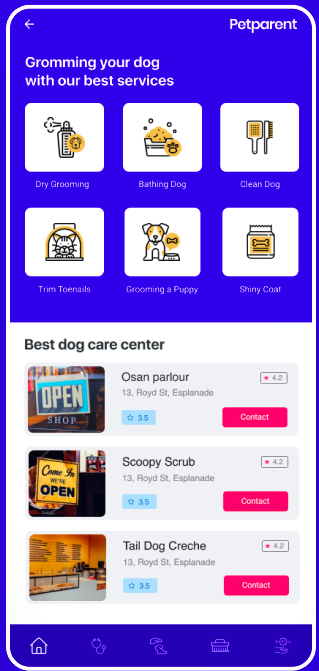 Petparent
Gromming your dog
with our best services
Dry Grooming
Bathing Dog
Clean Dog
Trim Toenails
Grooming a Puppy
Shiny Coat
Best dog care center
OPEN
SHOP
Osan parlour
★ 4.2
13, Royd St, Esplanade
☆ 3.5
Contact
Come In
WE'RE
OPEN
Scoopy Scrub
★ 4.2
13, Royd St, Esplanade
☆ 3.5
Contact
Tail Dog Creche
★ 4.2
13, Royd St, Esplanade
☆ 3.5
Contact